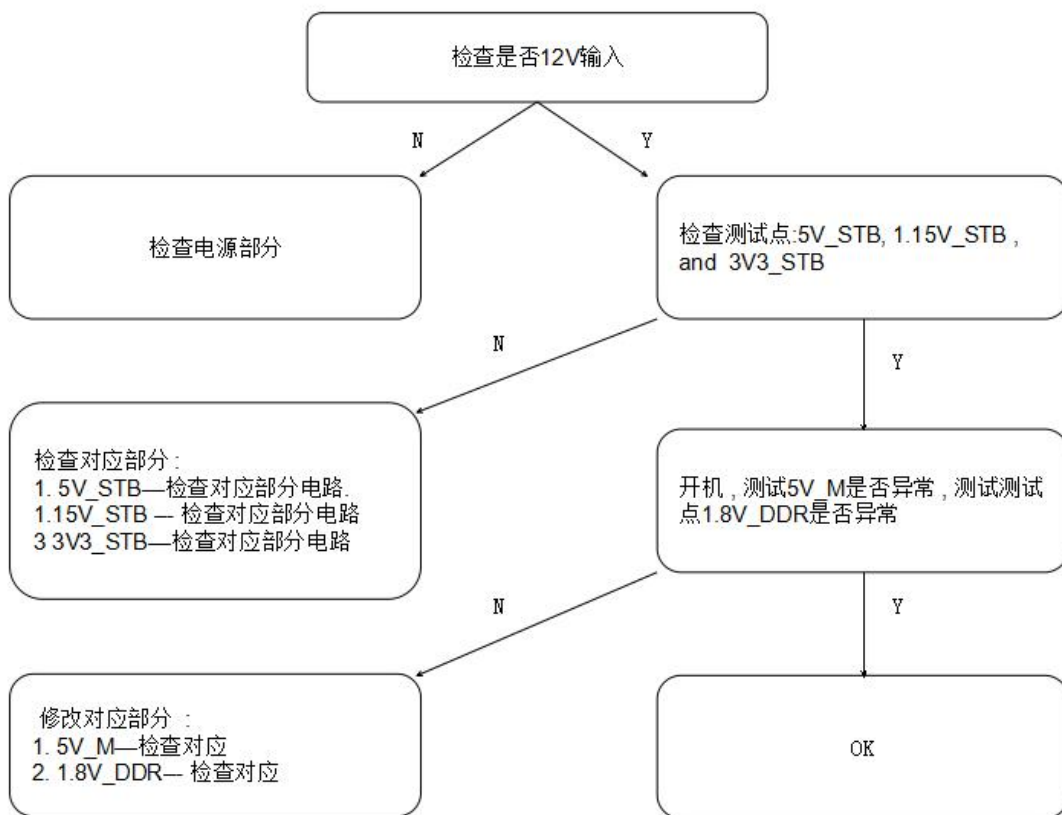 检查是否12V输入
N
Y
检查电源部分
检查测试点:5V_STB, 1.15V_STB ,
and 3V3_STB
N
Y
检查对应部分 :
1. 5V_STB—检查对应部分电路.
1.15V_STB --- 检查对应部分电路
3 3V3_STB—检查对应部分电路
开机 , 测试5V_M是否异常 , 测试测试
点1.8V_DDR是否异常
N
Y
修改对应部分 :
1. 5V_M—检查对应
2. 1.8V_DDR--- 检查对应
OK